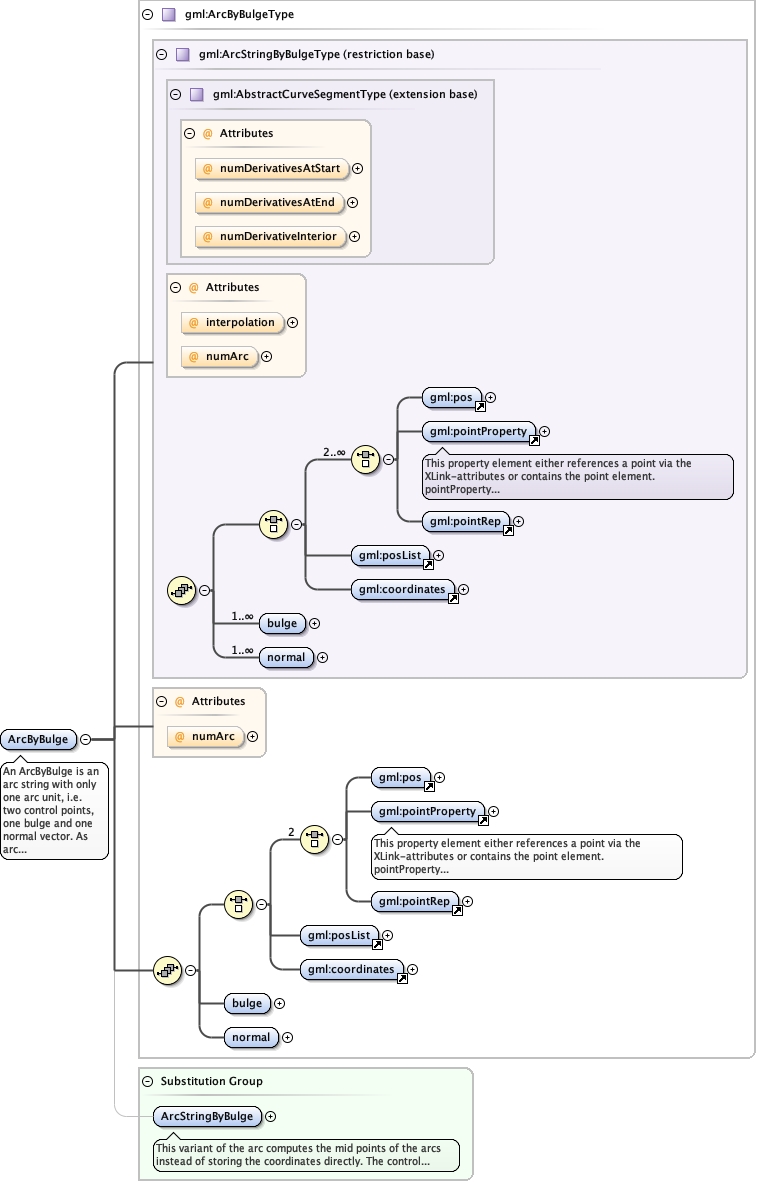 gml:ArcByBulgeType
gml:ArcStringByBulgeType (restriction base)
gml:AbstractCurveSegmentType (extension base)
@ Attributes
@ numDerivativesAtStart
@ numDerivativesAtEnd
@ numDerivativeInterior
@ Attributes
@ interpolation
@ numArc
gml:pos
2..∞
gml:pointProperty
This property element either references a point via the
XLink-attributes or contains the point element.
pointProperty...
gml:pointRep
gml:posList
gml:coordinates
1..∞
bulge
1..∞
normal
@ Attributes
@ numArc
ArcByBulge
An ArcByBulge is an
arc string with only
one arc unit, i.e.
two control points,
one bulge and one
normal vector. As
arc...
gml:pos
2
gml:pointProperty
This property element either references a point via the
XLink-attributes or contains the point element.
pointProperty...
gml:pointRep
gml:posList
gml:coordinates
bulge
normal
Substitution Group
ArcStringByBulge
This variant of the arc computes the mid points of the arcs
instead of storing the coordinates directly. The control...